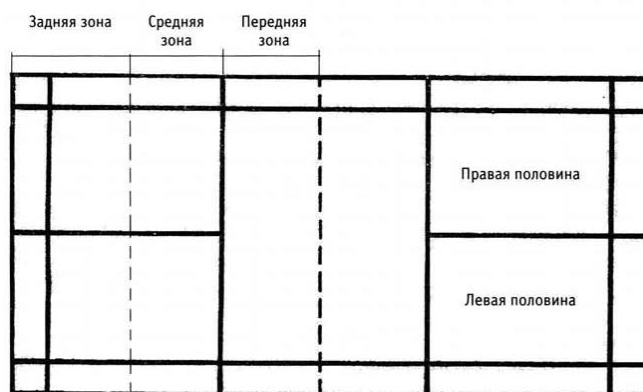 Задняя зона
Средняя
зона
Передняя
зона
Правая половина
Левая половина